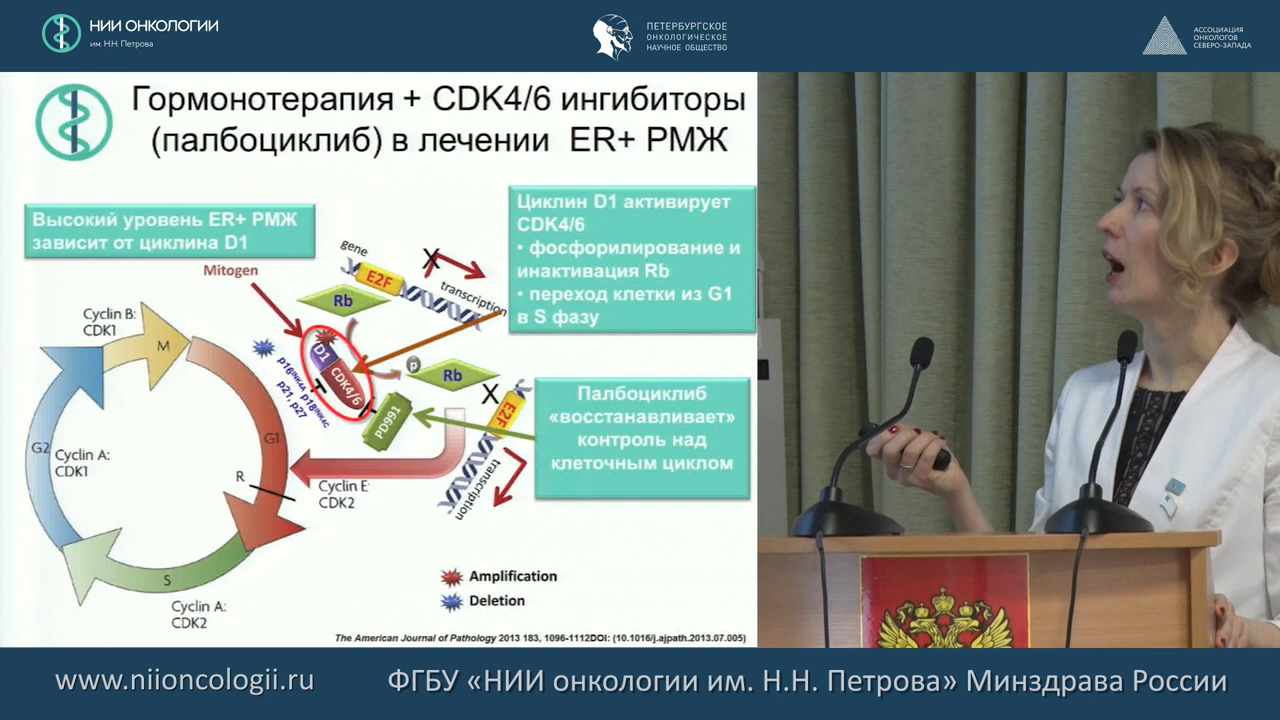 НИИ ОНКОЛОГИИ
им. Н.Н. Петрова
ПЕТЕРБУРГСКОЕ
ОНКОЛОГИЧЕСКОЕ
НАУЧНОЕ ОБЩЕСТВО
АССОЦИАЦИЯ
ОНКОЛОГОВ
СЕВЕРО-ЗАПАДА
Гормонотерапия + CDK4/6 ингибиторы
(палбоциклиб) в лечении ER+ РМЖ
Высокий уровень ER+ РМЖ
зависит от циклина D1
Циклин D1 активирует
CDK4/6
• фосфорилирование и
инактивация Rb
• переход клетки из G1
в S фазу
Mitogen
gene
E2F
X
transcription
Rb
D1
CDK4/6
p16INK4A p18INK4C
p21, p27
P
Rb
PD991
X
E2F
transcription
Палбоциклиб
«восстанавливает»
контроль над
клеточным циклом
Cyclin B:
CDK1
M
G1
G2
Cyclin A:
CDK1
R
Cyclin E:
CDK2
S
Cyclin A:
CDK2
Amplification
Deletion
The American Journal of Pathology 2013 183, 1096-1112DOI: (10.1016/j.ajpath.2013.07.005)
www.niioncologii.ru
ФГБУ «НИИ онкологии им. Н.Н. Петрова» Минздрава России